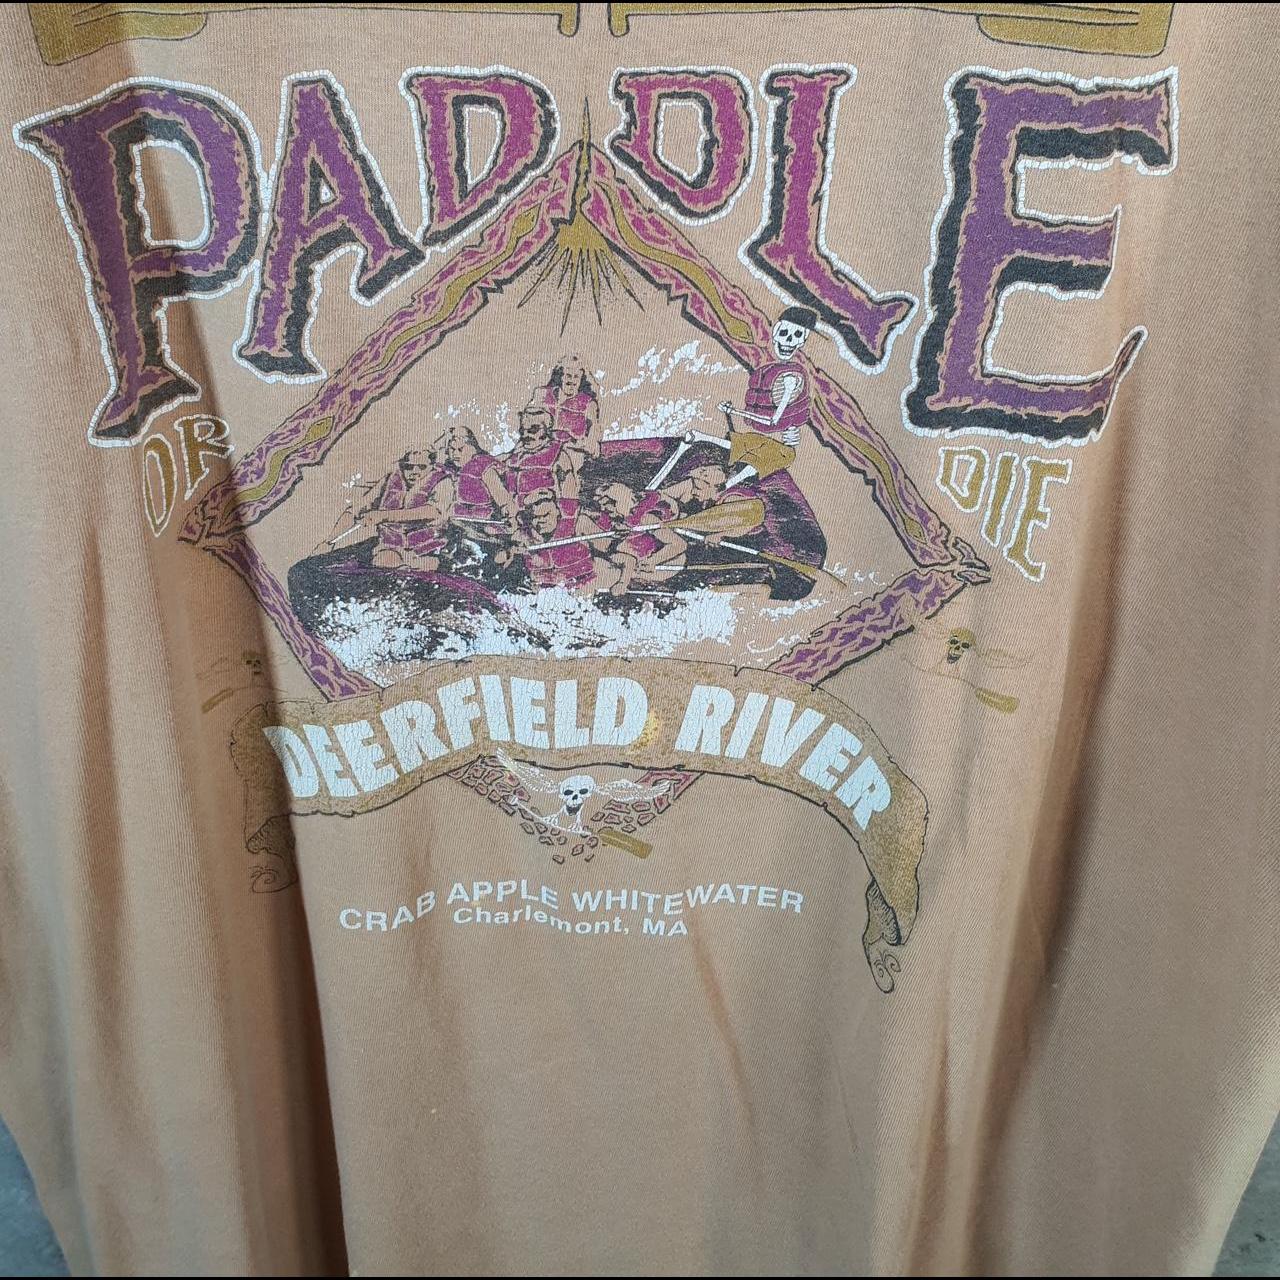 PADDLE
OR DIE
DEERFIELD RIVER
CRAB APPLE WHITEWATER
Charlemont, MA